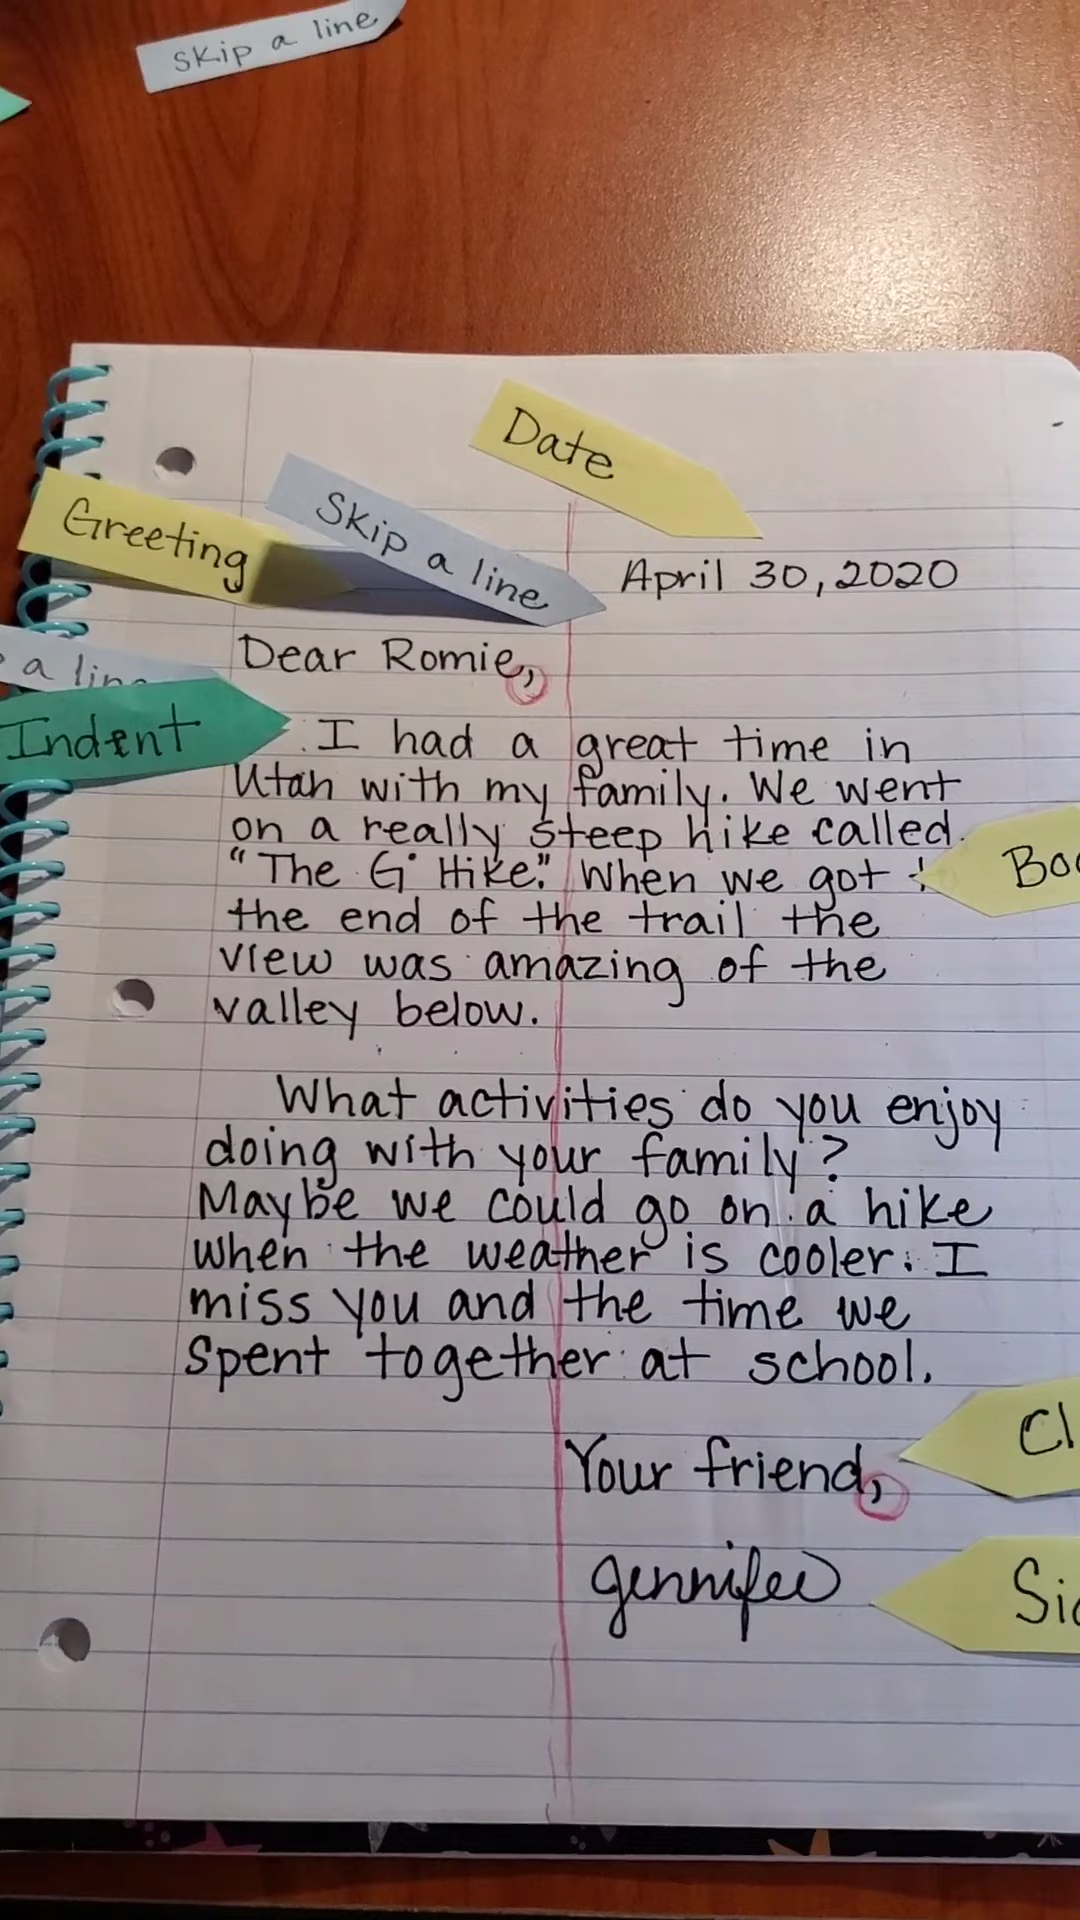 Skip a line
Date
Greeting
Skip a line
April 30, 2020
Dear Romie,
a line
Indent
I had a great time in
Utah with my family. We went
on a really steep hike called
"The G Hike." When we got
the end of the trail the
view was amazing of the
valley below.
What activities do you enjoy
doing with your family?
Maybe we could go on a hike
when the weather is cooler. I
miss you and the time we
spent together at school.
Your friend,
Jennifer